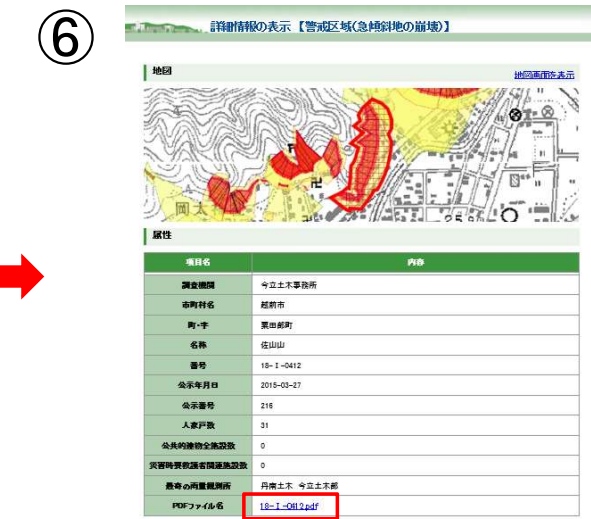 ⑥
詳細情報の表示【警戒区域(急傾斜地の崩壊)】
地図
地図画面を表示
岡太
属性
項目名 内容
調査機関 今立土木事務所
市町村名 越前市
町・字 粟田部町
名称 佐山山
番号 18-Ⅰ-0412
公示年月日 2015-03-27
公示番号 216
人家戸数 31
公共的建物全施設数 0
災害時要救護者関連施設数 0
最寄の雨量観測所 丹南土木 今立土木部
PDFファイル名 18-Ⅰ-0412.pdf